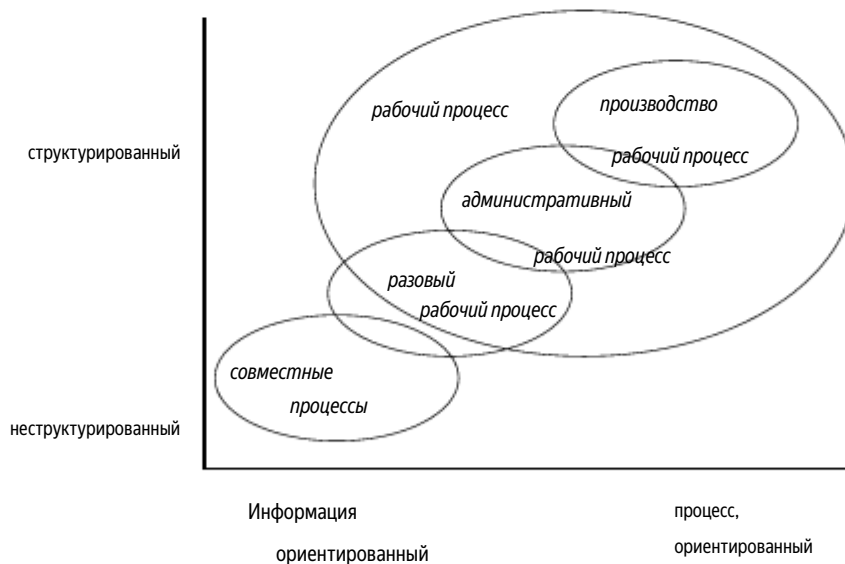 рабочий процесс
производство
рабочий процесс
структурированный
административный
рабочий процесс
разовый
рабочий процесс
совместные
процессы
неструктурированный
Информация
ориентированный
процесс,
ориентированный